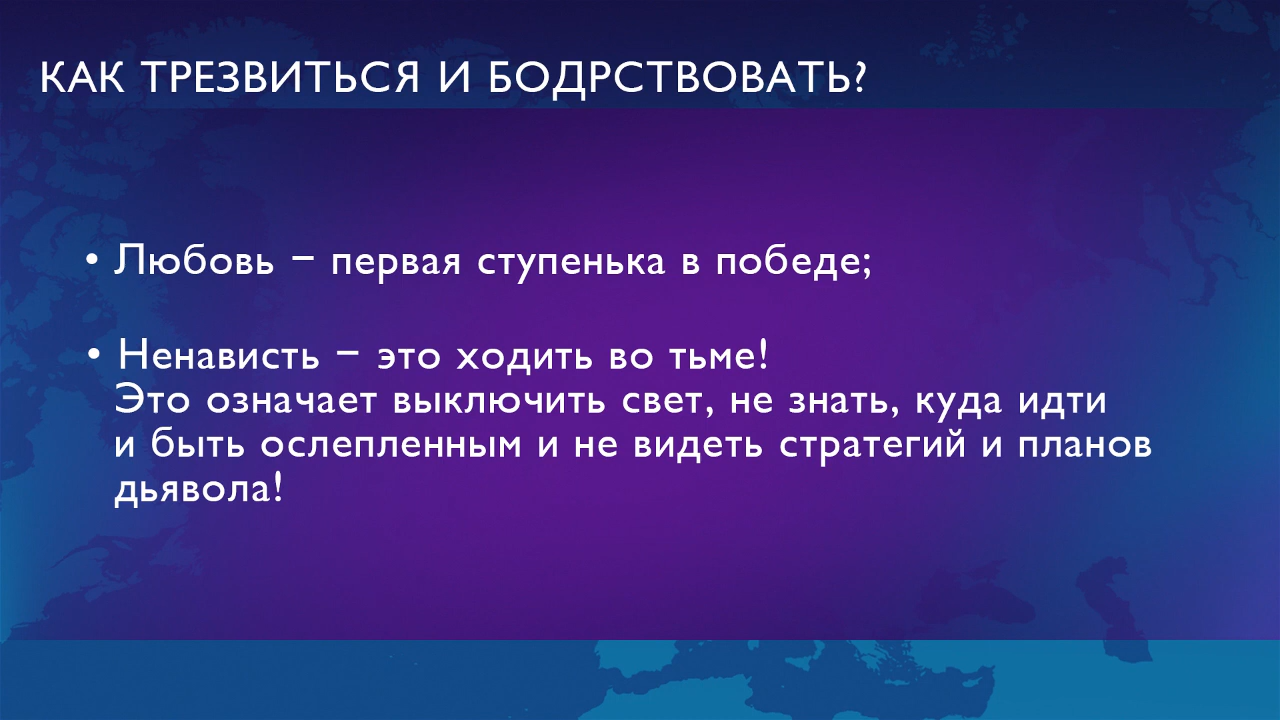 КАК ТРЕЗВИТЬСЯ И БОДРСТВОВАТЬ?
• Любовь – первая ступенька в победе;
• Ненависть – это ходить во тьме!
Это означает выключить свет, не знать, куда идти
и быть ослепленным и не видеть стратегий и планов
дьявола!